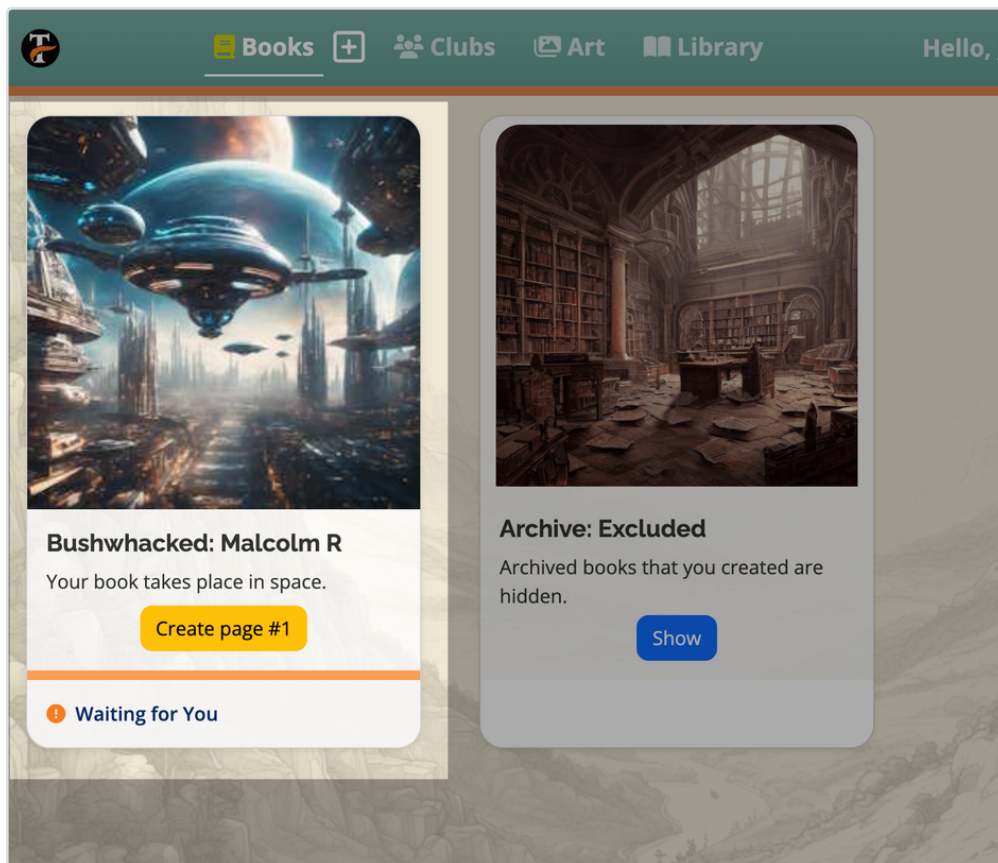 Books
Clubs
Art
Library
Hello,
Bushwhacked: Malcolm R
Your book takes place in space.
Create page #1
Waiting for You
Archive: Excluded
Archived books that you created are
hidden.
Show